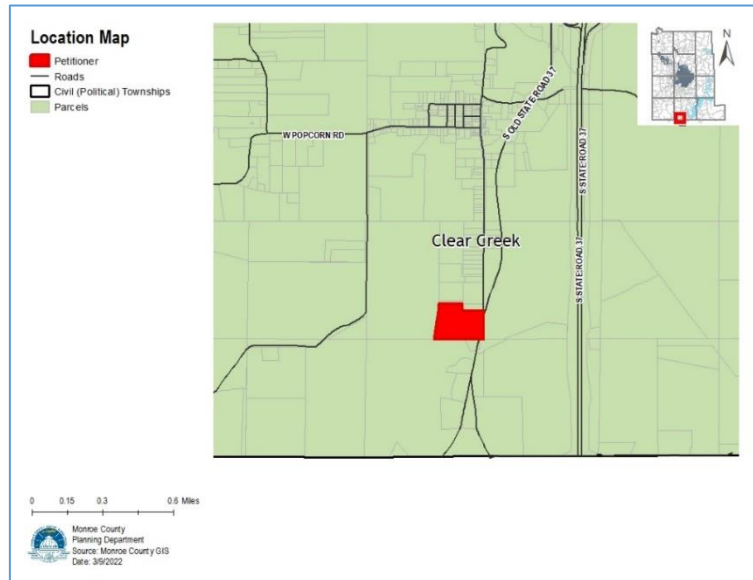 Location Map
Petitioner
Roads
Civil (Political) Townships
Parcels
N
W POPCORN RD
S OLD STATE ROAD 37
S STATE ROAD 37
Clear Creek
S STATE ROAD 37
0 0.15 0.3 0.6 Miles
Monroe County
Planning Department
Source: Monroe County GIS
Date: 3/9/2022